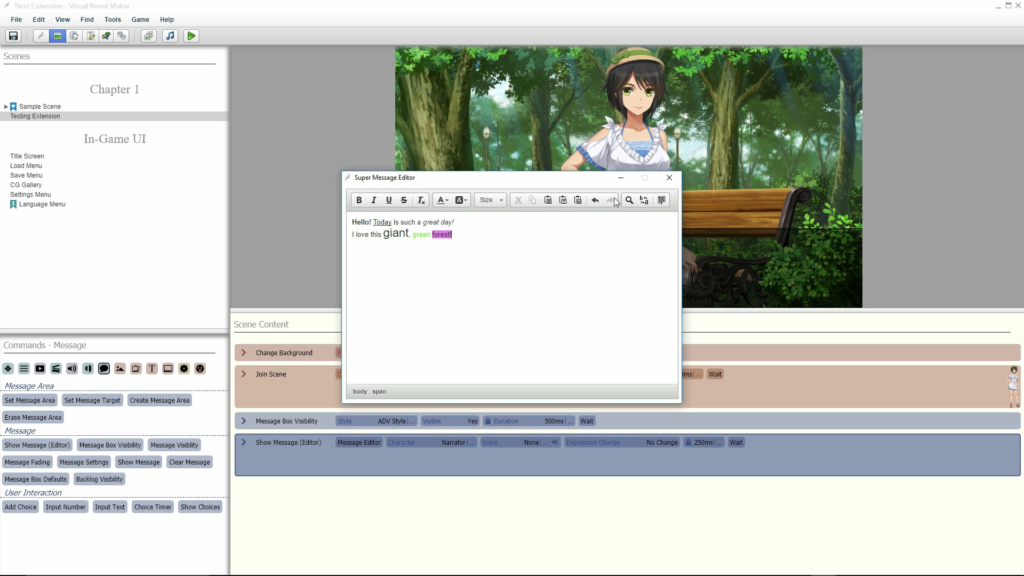 Terst Extension - Visual Novel Maker
File Edit View Find Tools Game Help
Scenes
Chapter 1
Sample Scene
Testing Extension
In-Game UI
Title Screen
Load Menu
Save Menu
CG Gallery
Settings Menu
Language Menu
Super Message Editor
B I U S Tx A A Size
Hello! Today is such a great day!
I love this giant, green forest!
body span
Commands - Message
Message Area
Set Message Area Set Message Target Create Message Area
Erase Message Area
Message
Show Message (Editor) Message Box Visibility Message Visiblity
Message Fading Message Settings Show Message Clear Message
Message Box Defaults Backlog Visibility
User Interaction
Add Choice Input Number Input Text Choice Timer Show Choices
Scene Content
Change Background
Join Scene Wait
Message Box Visibility Style ADV Style|... Visible Yes Duration 500ms|... Wait
Show Message (Editor) Message Editor Character Narrator|... Voice None|... Expression Change No Change 250ms|... Wait